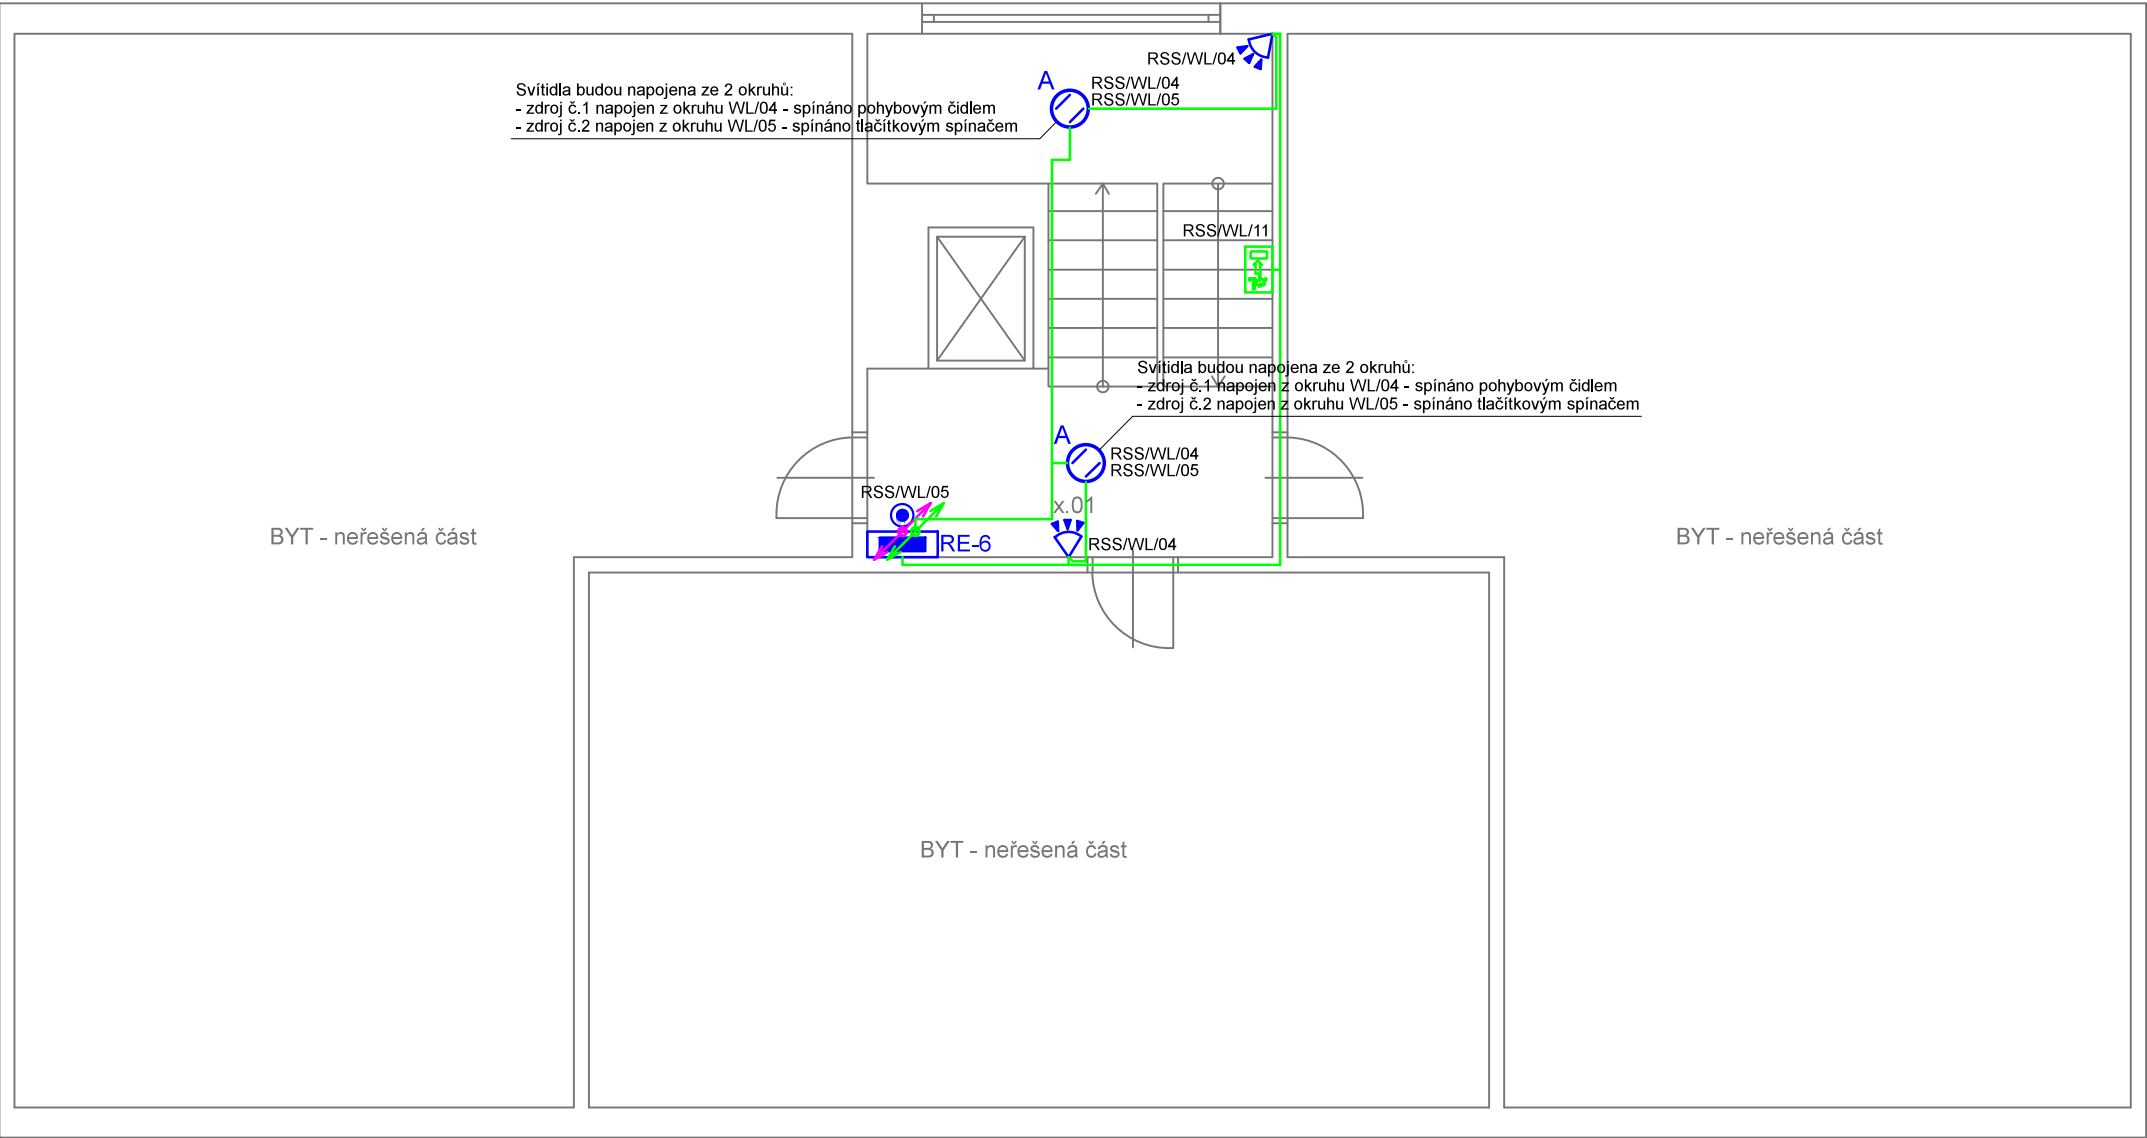 RSS/WL/04
A
RSS/WL/04
RSS/WL/05
Svítidla budou napojena ze 2 okruhů:
- zdroj č.1 napojen z okruhu WL/04 - spínáno pohybovým čidlem
- zdroj č.2 napojen z okruhu WL/05 - spínáno tlačítkovým spínačem
RSS/WL/11
Svítidla budou napojena ze 2 okruhů:
- zdroj č.1 napojen z okruhu WL/04 - spínáno pohybovým čidlem
- zdroj č.2 napojen z okruhu WL/05 - spínáno tlačítkovým spínačem
A
RSS/WL/04
RSS/WL/05
RSS/WL/05
x.01
BYT - neřešená část
RE-6
RSS/WL/04
BYT - neřešená část
BYT - neřešená část